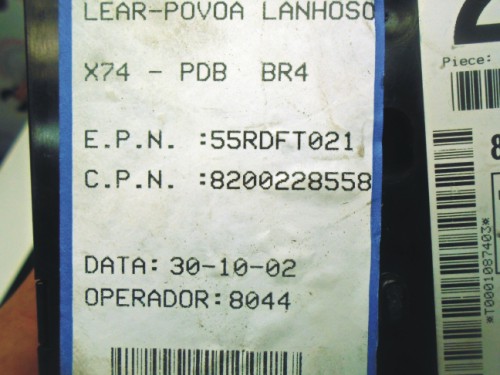 LEAR-POVOA LANHOSO
X74 - PDB BR4
E.P.N. :55RDFT021
C.P.N. :8200228558
DATA: 30-10-02
OPERADOR:8044
Piece:
*T0001087403*